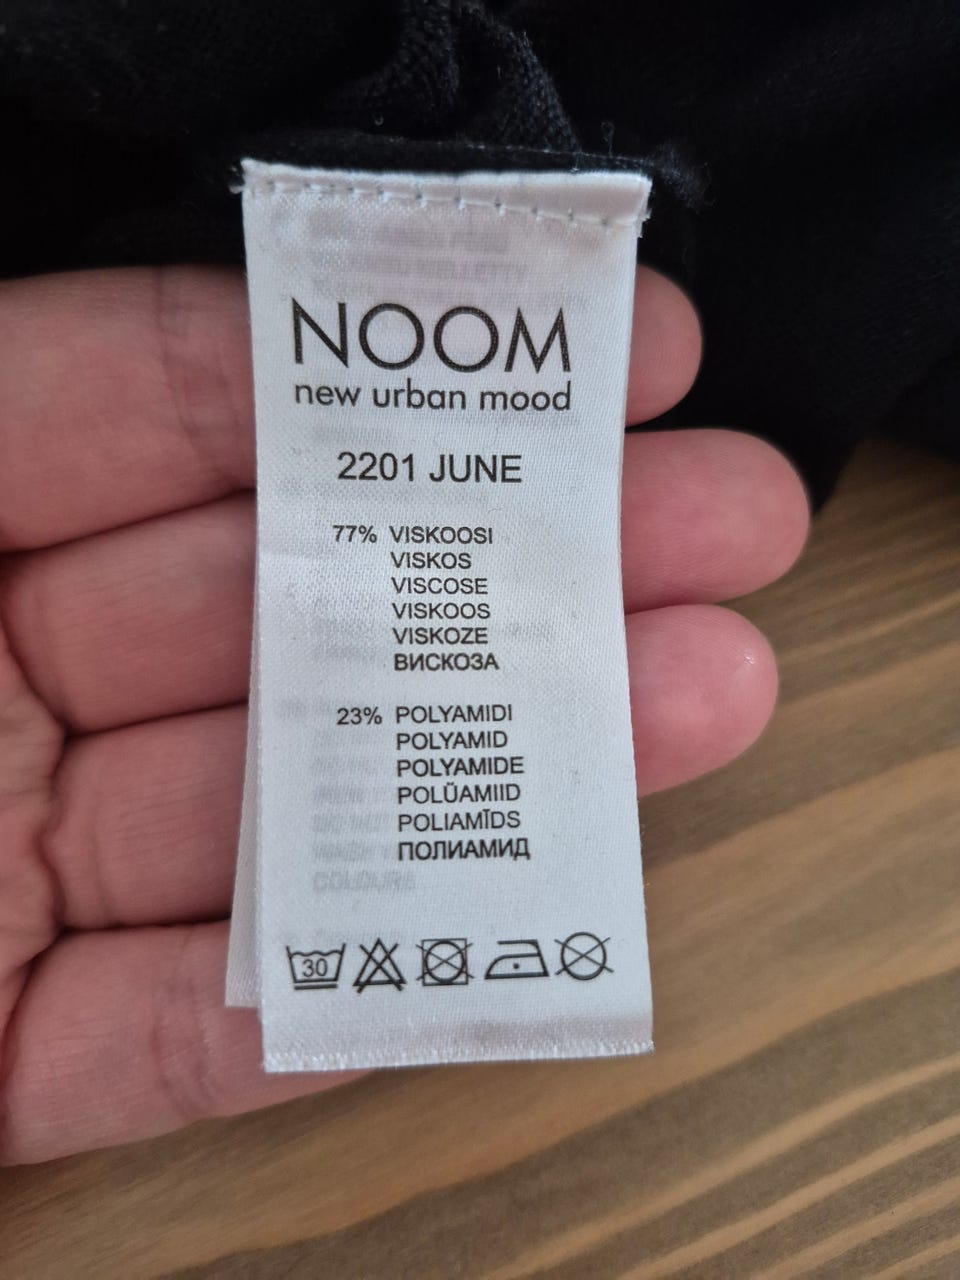 NOOM
new urban mood
2201 JUNE
77% VISKOOSI
VISKOS
VISCOSE
VISKOOS
VISKOZE
ВИСКОЗА
23% POLYAMIDI
POLYAMID
POLYAMIDE
POLÜAMIID
POLIAMĪDS
ПОЛИАМИД
COLOURS
30